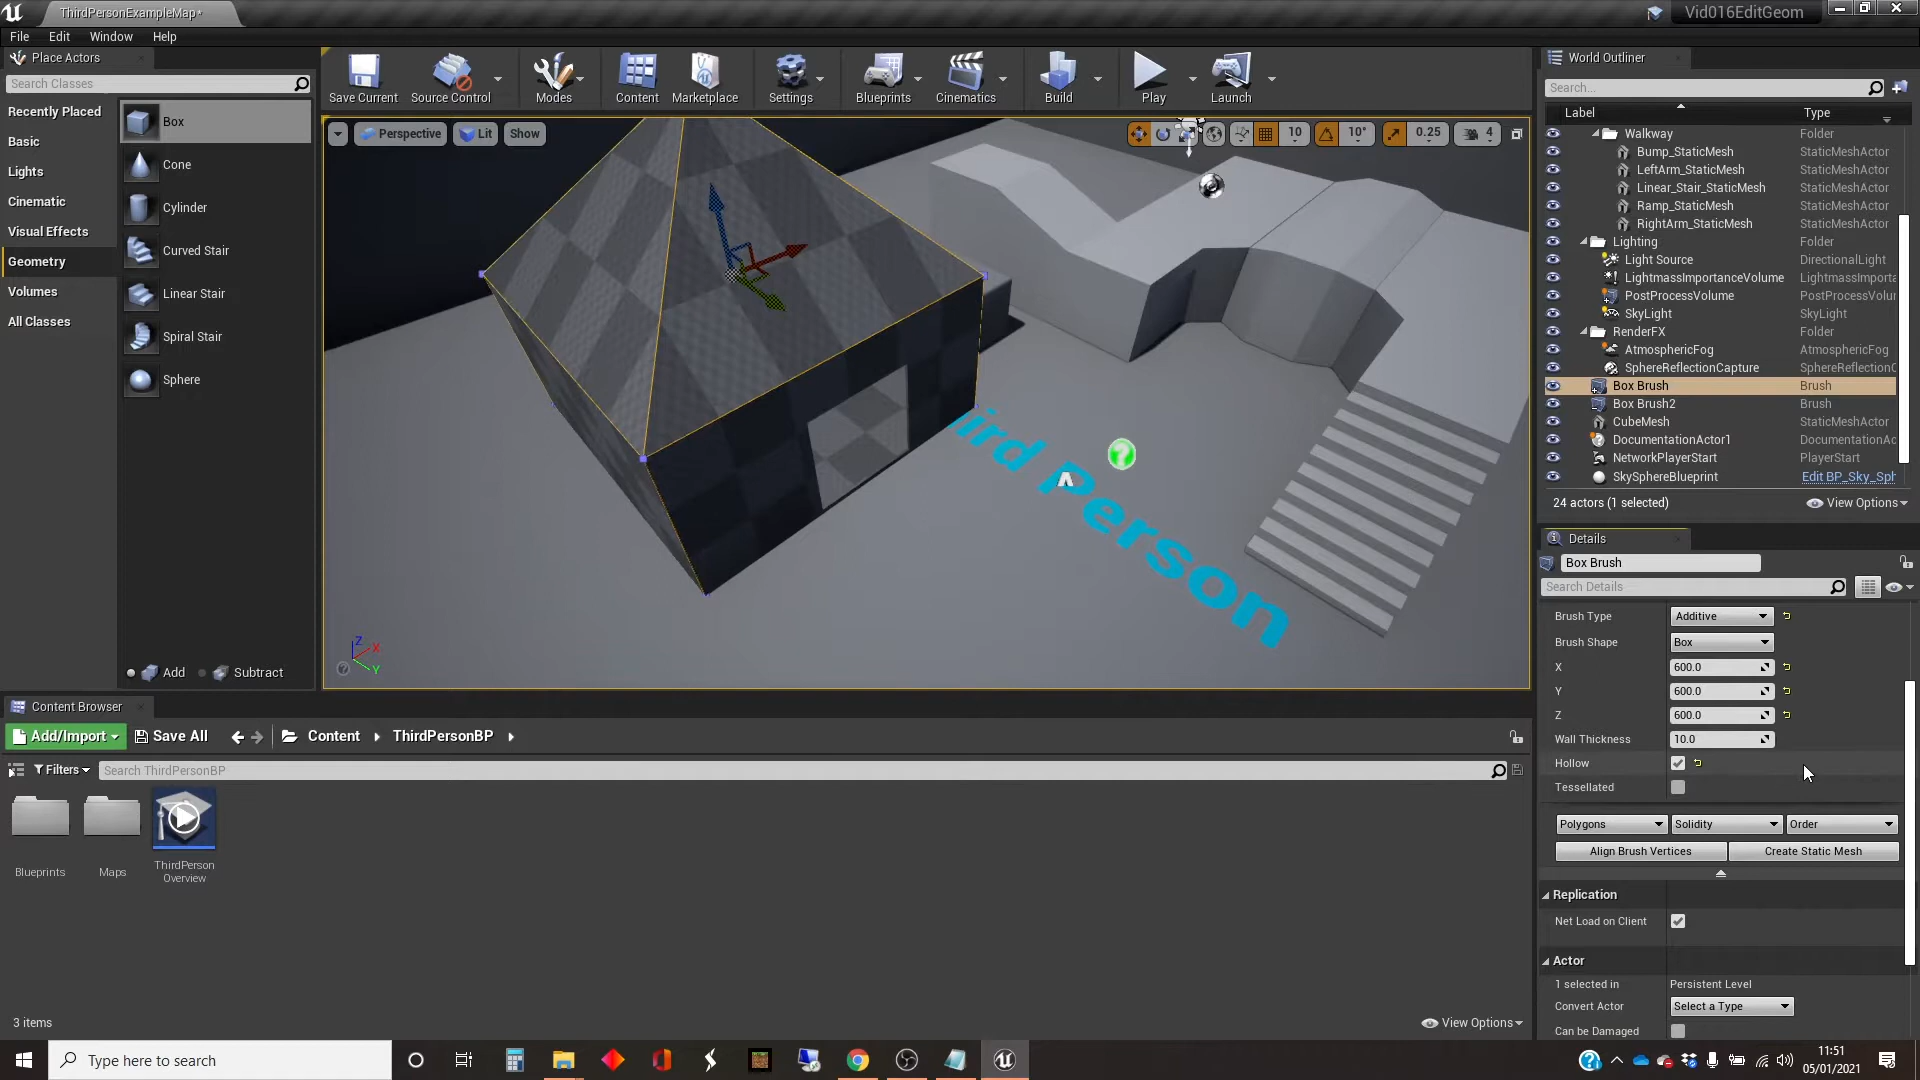 ThirdPersonExampleMap*
Vid016EditGeom
File Edit Window Help
Place Actors
Search Classes
Recently Placed
Basic
Lights
Cinematic
Visual Effects
Geometry
Volumes
All Classes
Box
Cone
Cylinder
Curved Stair
Linear Stair
Spiral Stair
Sphere
Add Subtract
Save Current Source Control Modes Content Marketplace Settings Blueprints Cinematics Build Play Launch
Perspective Lit Show
10 10° 0.25 4
ird Person
Z X Y
World Outliner
Search...
Label Type
Walkway Folder
Bump_StaticMesh StaticMeshActor
LeftArm_StaticMesh StaticMeshActor
Linear_Stair_StaticMesh StaticMeshActor
Ramp_StaticMesh StaticMeshActor
RightArm_StaticMesh StaticMeshActor
Lighting Folder
Light Source DirectionalLight
LightmassImportanceVolume LightmassImporta
PostProcessVolume PostProcessVolu
SkyLight SkyLight
RenderFX Folder
AtmosphericFog AtmosphericFog
SphereReflectionCapture SphereReflectionC
Box Brush Brush
Box Brush2 Brush
CubeMesh StaticMeshActor
DocumentationActor1 DocumentationAc
NetworkPlayerStart PlayerStart
SkySphereBlueprint Edit BP_Sky_Sph
24 actors (1 selected) View Options
Details
Box Brush
Search Details
Brush Type Additive
Brush Shape Box
X 600.0
Y 600.0
Z 600.0
Wall Thickness 10.0
Hollow
Tessellated
Polygons Solidity Order
Align Brush Vertices Create Static Mesh
Replication
Net Load on Client
Actor
1 selected in Persistent Level
Convert Actor Select a Type
Can be Damaged
Content Browser
Add/Import Save All Content ThirdPersonBP
Filters Search ThirdPersonBP
Blueprints
Maps
ThirdPerson
Overview
3 items View Options
Type here to search
11:51
05/01/2021